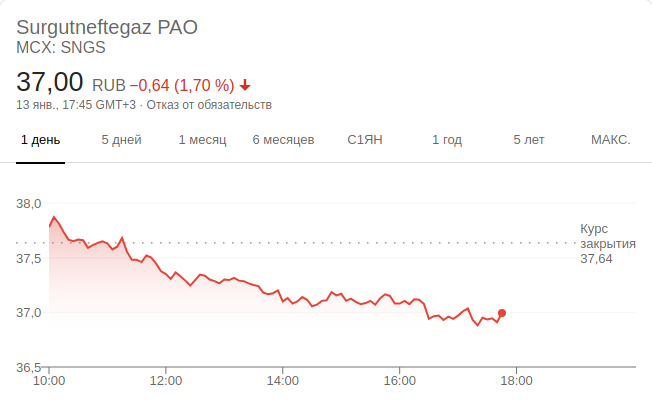 Surgutneftegaz PAO
MCX: SNGS
37,00 RUB −0,64 (1,70 %)
13 янв., 17:45 GMT+3 · Отказ от обязательств
1 день 5 дней 1 месяц 6 месяцев С1ЯН 1 год 5 лет МАКС.
38,0
Курс
закрытия
37,64
37,5
37,0
36,5
10:00 12:00 14:00 16:00 18:00